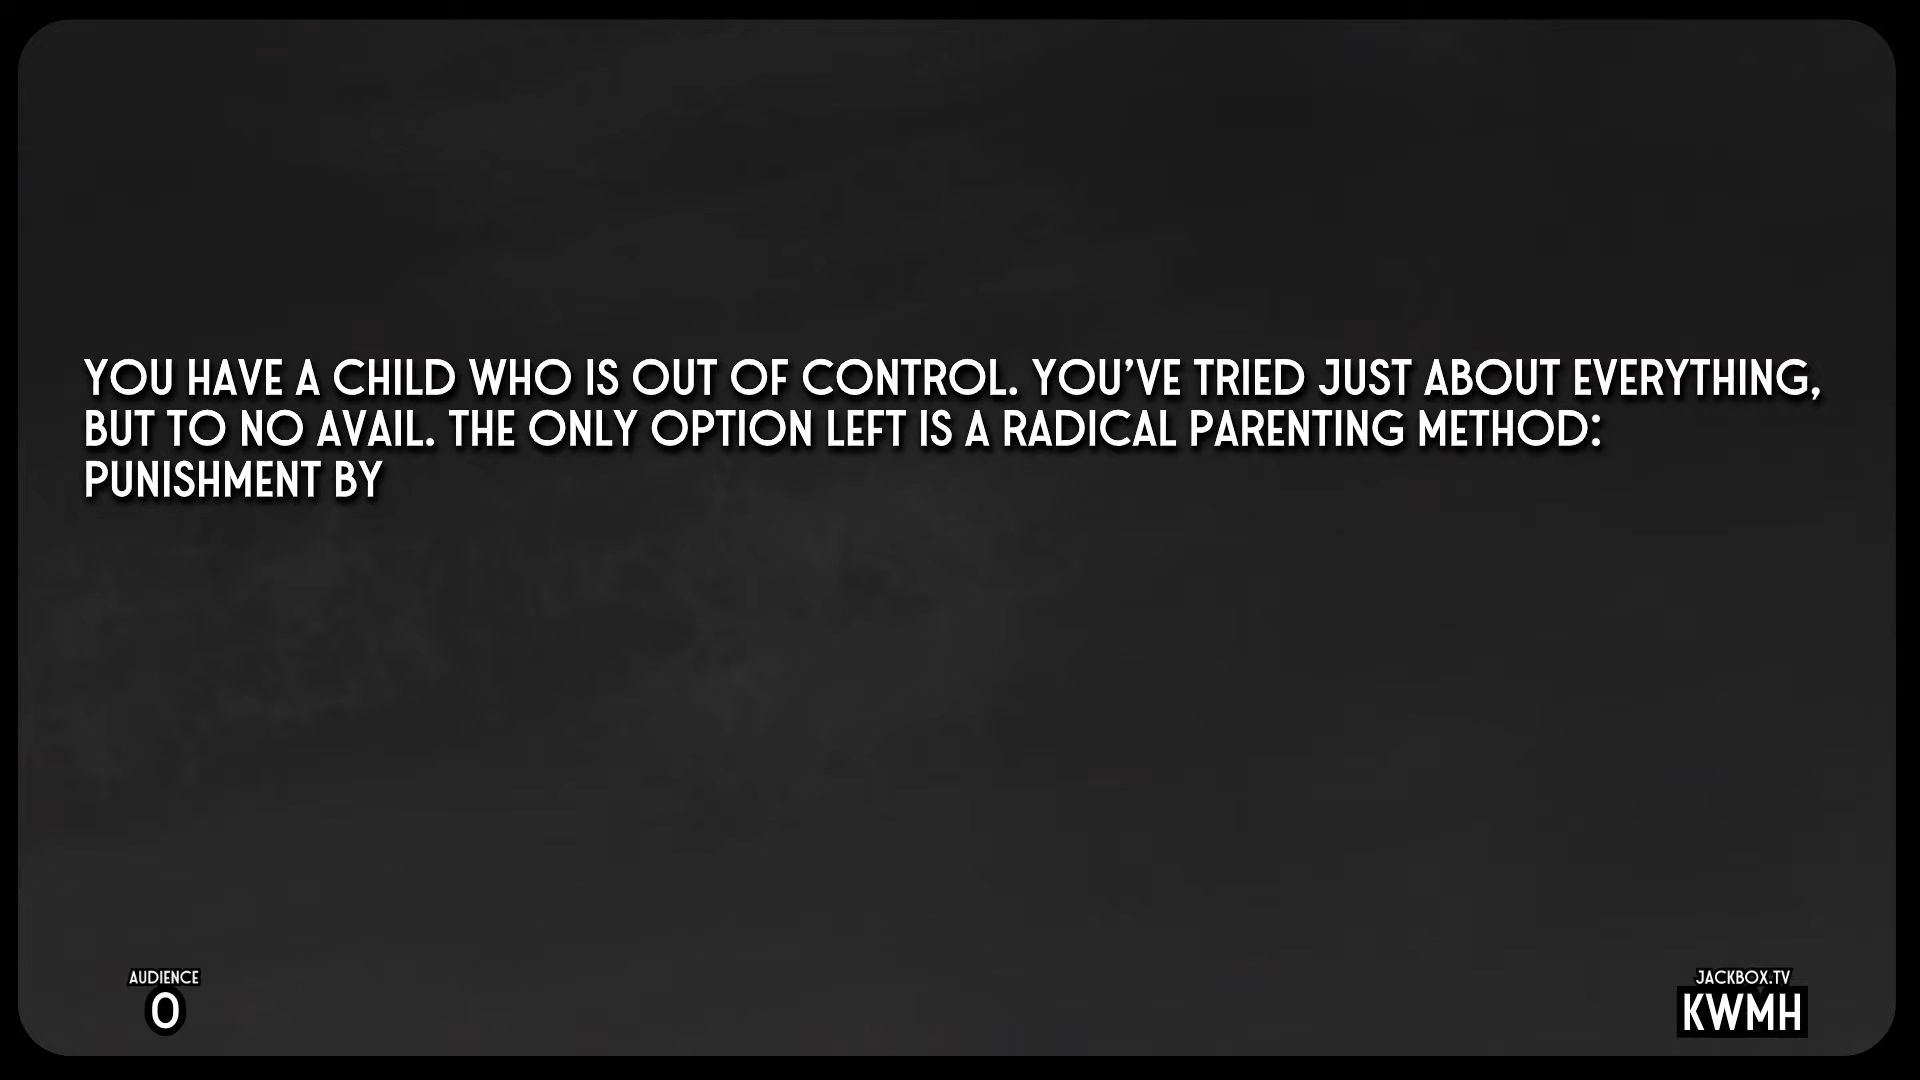 YOU HAVE A CHILD WHO IS OUT OF CONTROL. YOU'VE TRIED JUST ABOUT EVERYTHING,
BUT TO NO AVAIL. THE ONLY OPTION LEFT IS A RADICAL PARENTING METHOD:
PUNISHMENT BY
AUDIENCE
0
JACKBOX.TV
KWMH